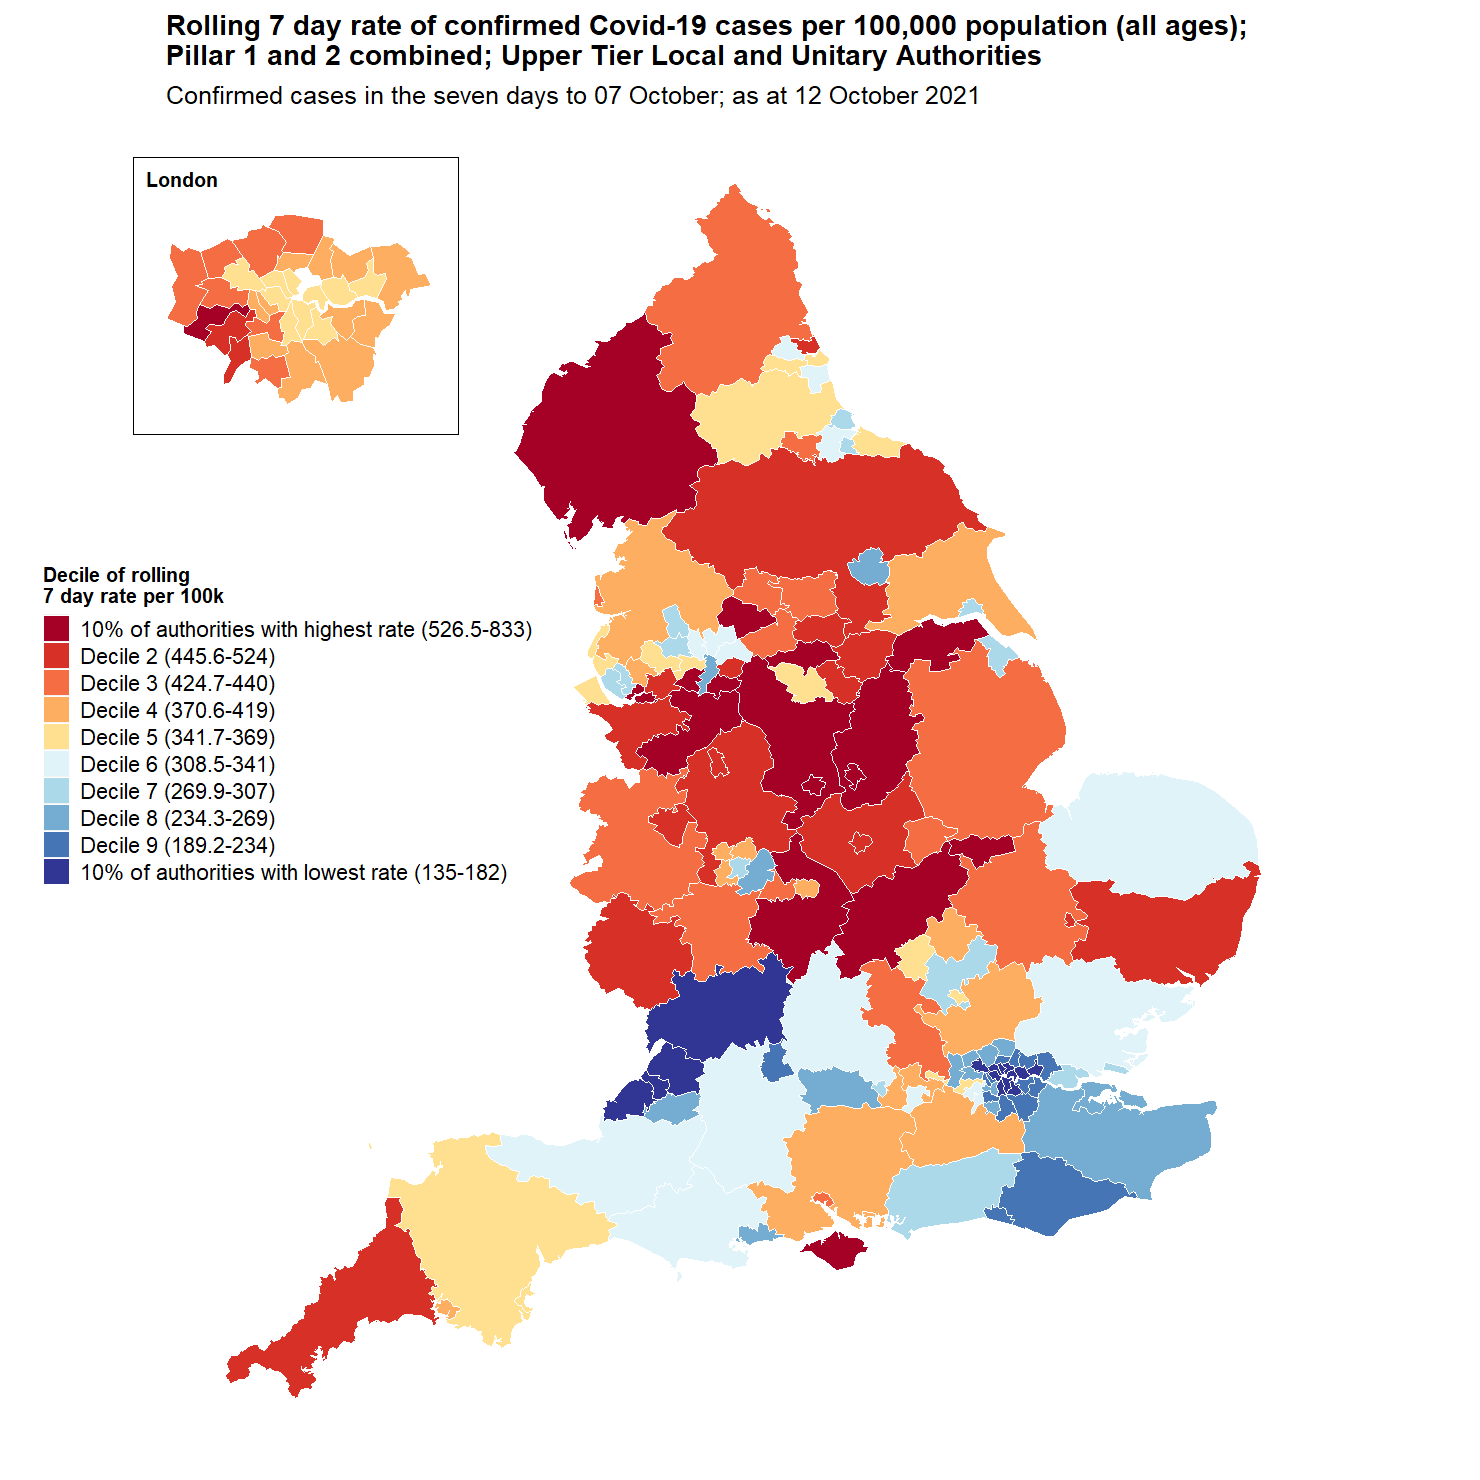 Rolling 7 day rate of confirmed Covid-19 cases per 100,000 population (all ages);
Pillar 1 and 2 combined; Upper Tier Local and Unitary Authorities
Confirmed cases in the seven days to 07 October; as at 12 October 2021
London
Decile of rolling
7 day rate per 100k
10% of authorities with highest rate (526.5-833)
Decile 2 (445.6-524)
Decile 3 (424.7-440)
Decile 4 (370.6-419)
Decile 5 (341.7-369)
Decile 6 (308.5-341)
Decile 7 (269.9-307)
Decile 8 (234.3-269)
Decile 9 (189.2-234)
10% of authorities with lowest rate (135-182)